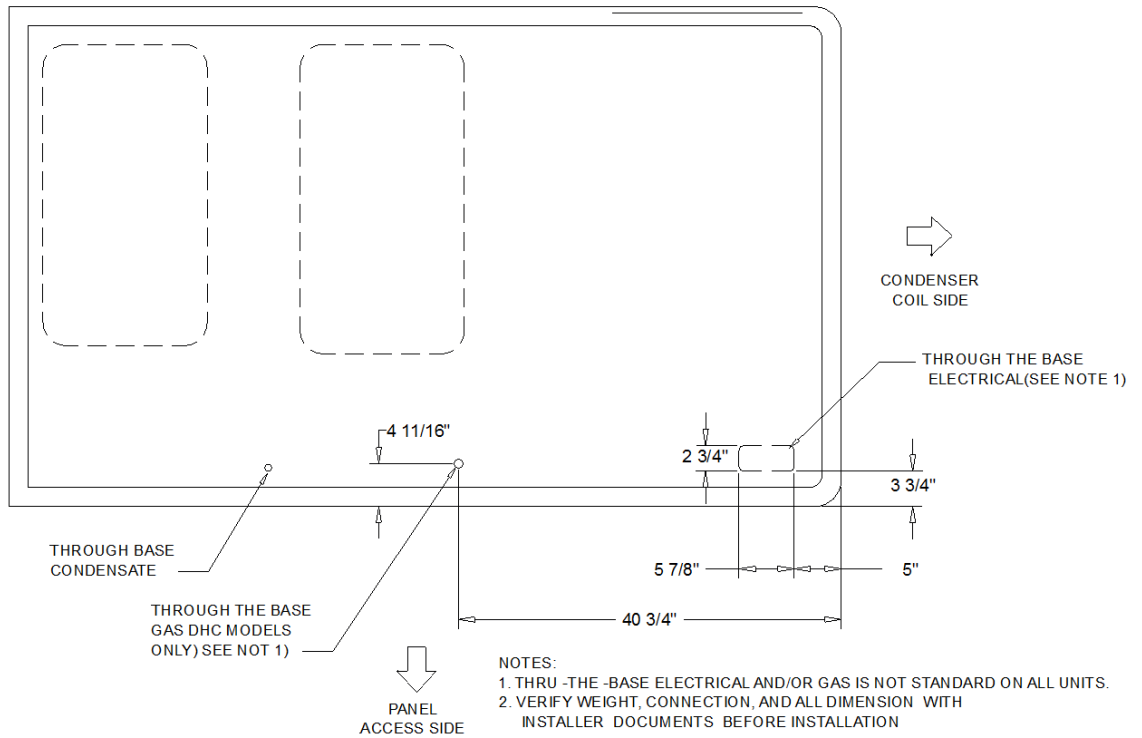 CONDENSER
COIL SIDE
THROUGH THE BASE
ELECTRICAL(SEE NOTE 1)
4 11/16"
2 3/4"
3 3/4"
THROUGH BASE
CONDENSATE
5 7/8"
5"
THROUGH THE BASE
GAS DHC MODELS
ONLY) SEE NOT 1)
40 3/4"
PANEL
ACCESS SIDE
NOTES:
1. THRU -THE -BASE ELECTRICAL AND/OR GAS IS NOT STANDARD ON ALL UNITS.
2. VERIFY WEIGHT, CONNECTION, AND ALL DIMENSION WITH
INSTALLER DOCUMENTS BEFORE INSTALLATION